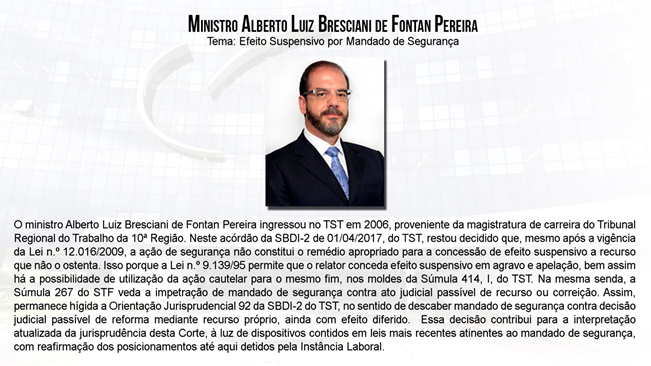 MINISTRO ALBERTO LUIZ BRESCIANI DE FONTAN PEREIRA
Tema: Efeito Suspensivo por Mandado de Segurança
O ministro Alberto Luiz Bresciani de Fontan Pereira ingressou no TST em 2006, proveniente da magistratura de carreira do Tribunal
Regional do Trabalho da 10ª Região. Neste acórdão da SBDI-2 de 01/04/2017, do TST, restou decidido que, mesmo após a vigência
da Lei n.º 12.016/2009, a ação de segurança não constitui o remédio apropriado para a concessão de efeito suspensivo a recurso
que não o ostenta. Isso porque a Lei n.º 9.139/95 permite que o relator conceda efeito suspensivo em agravo e apelação, bem assim
há a possibilidade de utilização da ação cautelar para o mesmo fim, nos moldes da Súmula 414, I, do TST. Na mesma senda, a
Súmula 267 do STF veda a impetração de mandado de segurança contra ato judicial passível de recurso ou correição. Assim,
permanece hígida a Orientação Jurisprudencial 92 da SBDI-2 do TST, no sentido de descaber mandado de segurança contra decisão
judicial passível de reforma mediante recurso próprio, ainda com efeito diferido. Essa decisão contribui para a interpretação
atualizada da jurisprudência desta Corte, à luz de dispositivos contidos em leis mais recentes atinentes ao mandado de segurança,
com reafirmação dos posicionamentos até aqui detidos pela Instância Laboral.